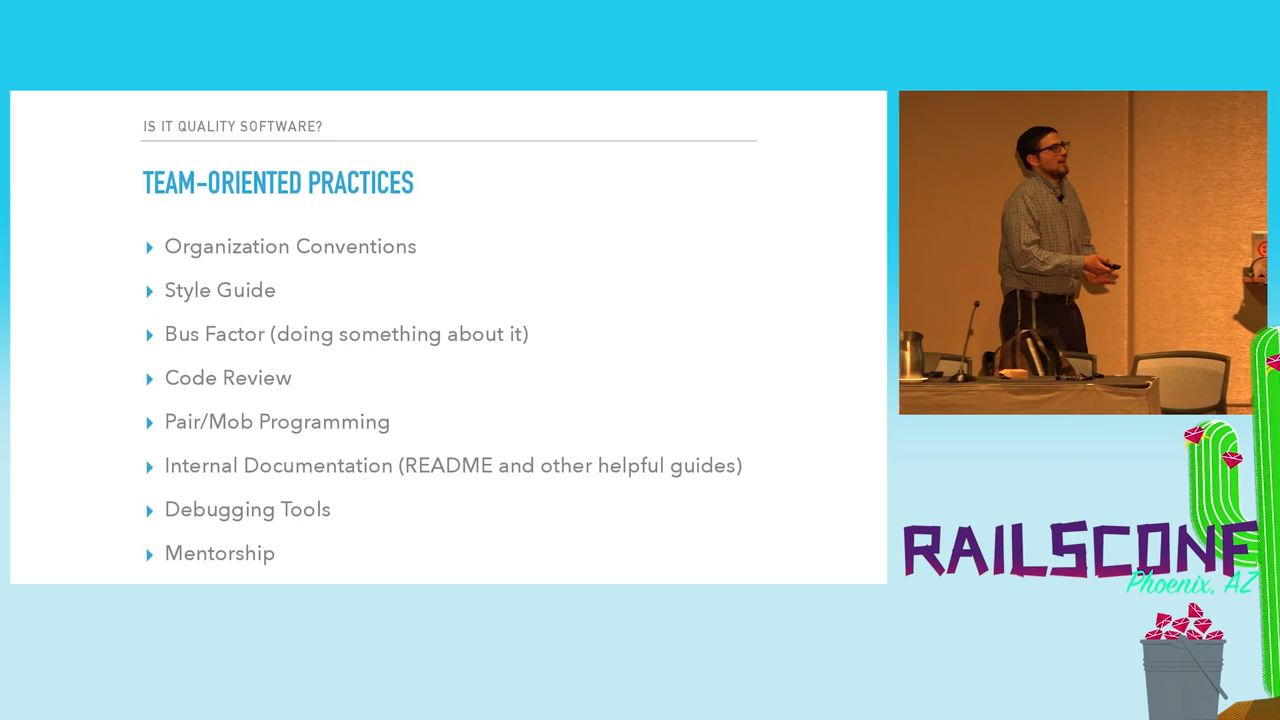 IS IT QUALITY SOFTWARE?
TEAM-ORIENTED PRACTICES
Organization Conventions
Style Guide
Bus Factor (doing something about it)
Code Review
Pair/Mob Programming
Internal Documentation (README and other helpful guides)
Debugging Tools
Mentorship
RAILSCONF
Phoenix, AZ